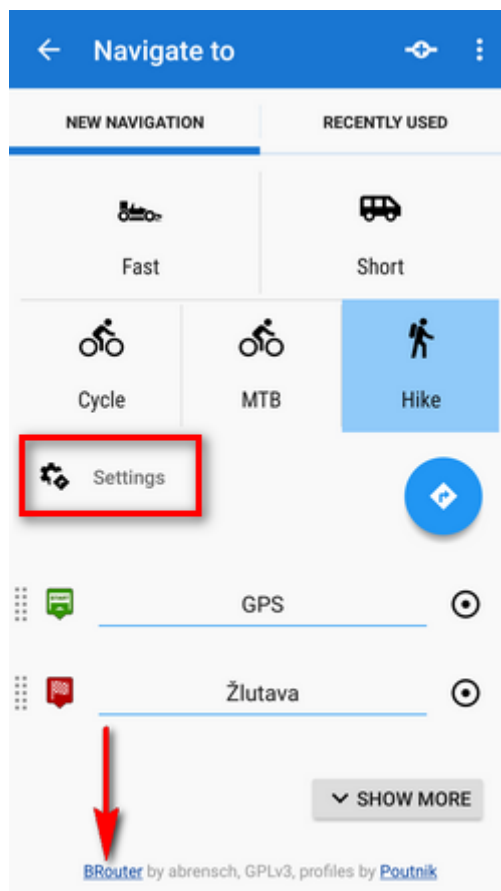 Navigate to
NEW NAVIGATION RECENTLY USED
Fast Short
Cycle MTB Hike
Settings
GPS
Žlutava
SHOW MORE
BRouter by abrensch, GPLv3, profiles by Poutnik